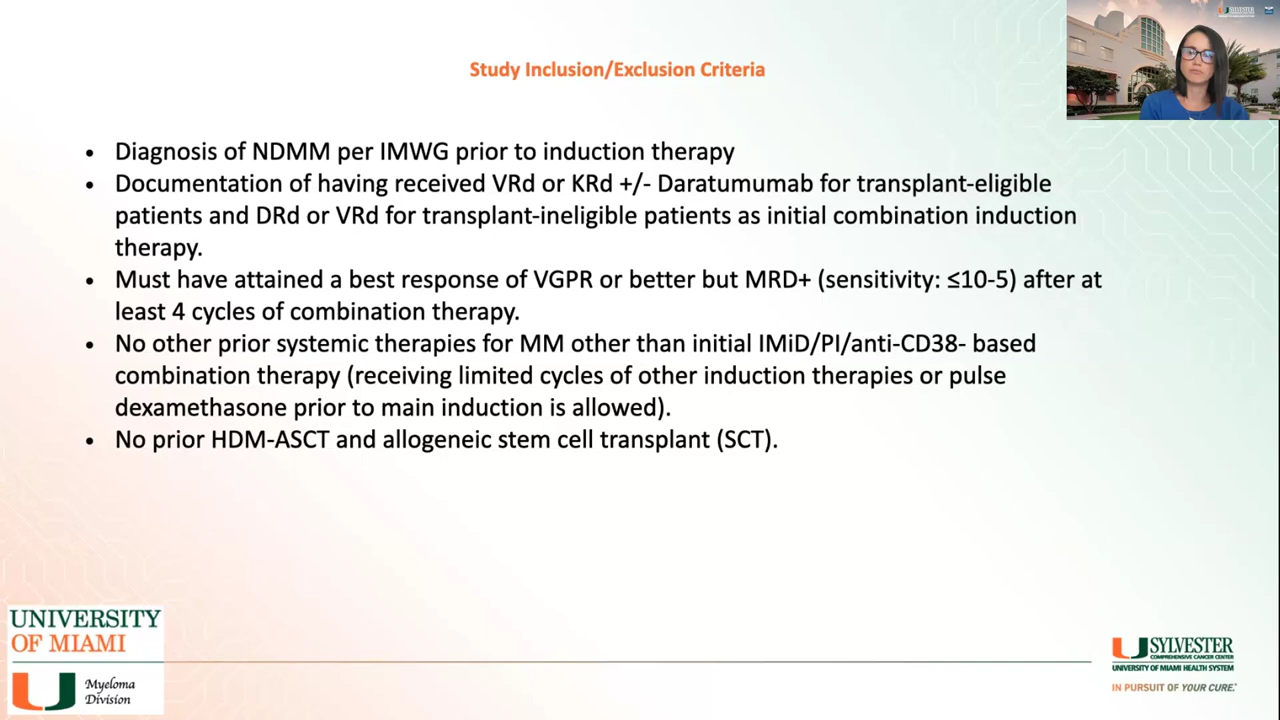 Study Inclusion/Exclusion Criteria
• Diagnosis of NDMM per IMWG prior to induction therapy
• Documentation of having received VRd or KRd +/- Daratumumab for transplant-eligible
patients and DRd or VRd for transplant-ineligible patients as initial combination induction
therapy.
• Must have attained a best response of VGPR or better but MRD+ (sensitivity: ≤10-5) after at
least 4 cycles of combination therapy.
• No other prior systemic therapies for MM other than initial IMiD/PI/anti-CD38- based
combination therapy (receiving limited cycles of other induction therapies or pulse
dexamethasone prior to main induction is allowed).
• No prior HDM-ASCT and allogeneic stem cell transplant (SCT).
UNIVERSITY
OF MIAMI
Myeloma
Division
SYLVESTER
COMPREHENSIVE CANCER CENTER
UNIVERSITY OF MIAMI HEALTH SYSTEM
IN PURSUIT OF YOUR CURE.
SYLVESTER